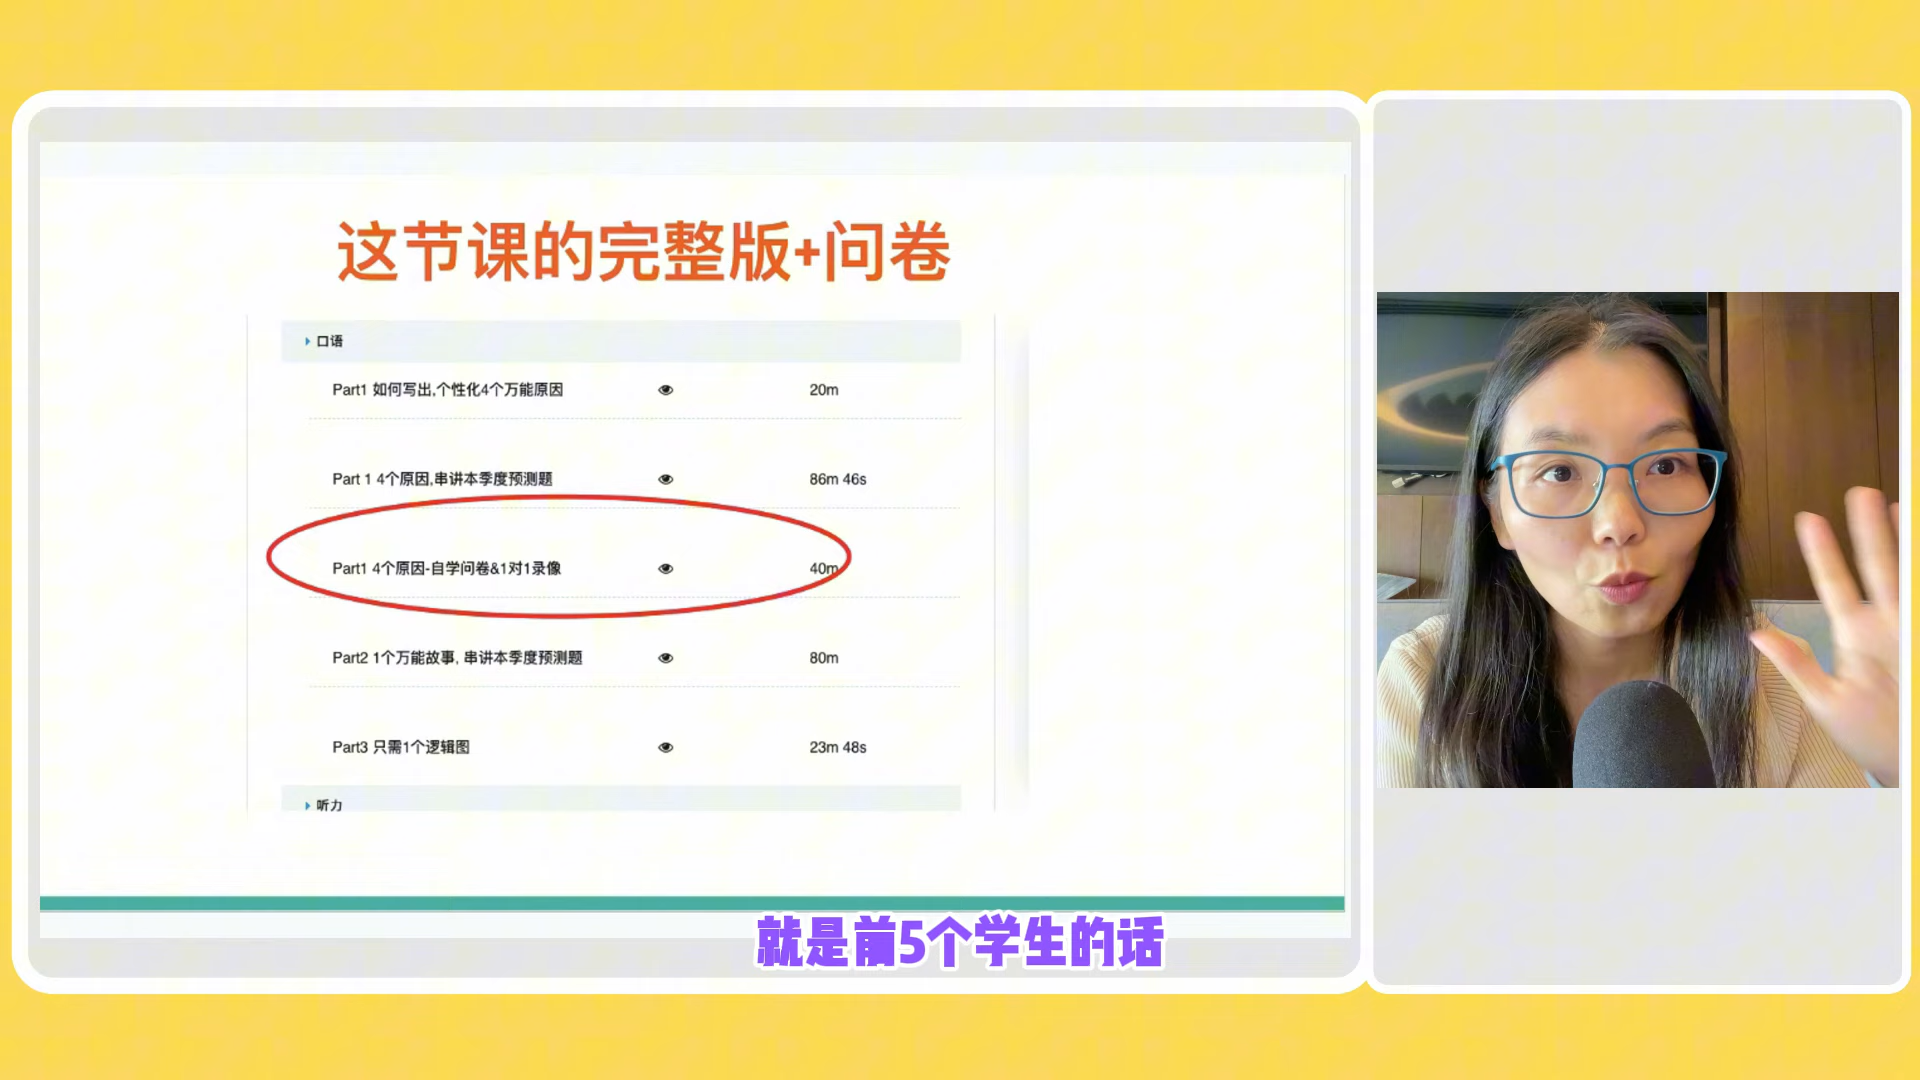 这节课的完整版+问卷
口语
Part1 如何写出,个性化4个万能原因 20m
Part 1 4个原因,串讲本季度预测题 86m 46s
Part1 4个原因-自学问卷&1对1录像 40m
Part2 1个万能故事, 串讲本季度预测题 80m
Part3 只需1个逻辑图 23m 48s
听力
就是前5个学生的话